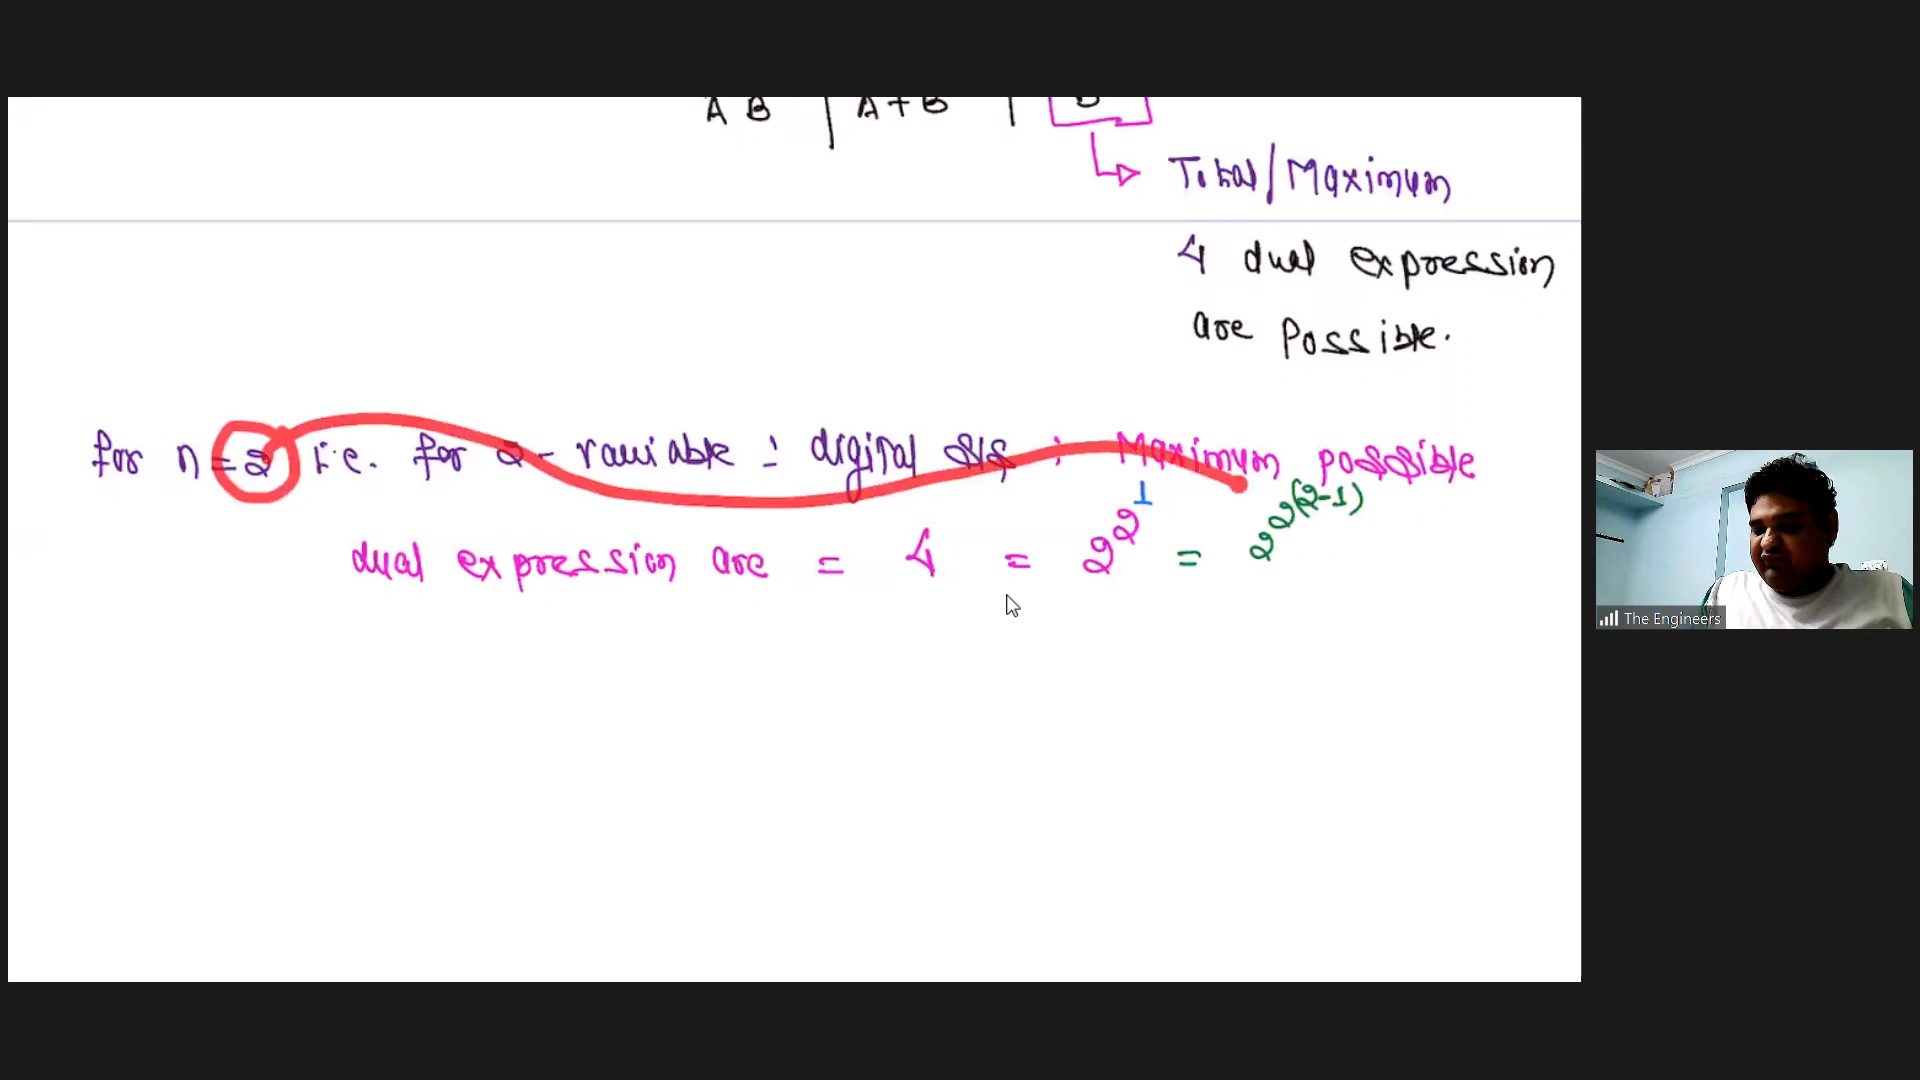 A B | A + B |
Total/Maximum
4 dual expression
are Possible.
for n = 2 i.e. for 2 - variable : digital s/s : Maximum possible
dual expression are = 4 = 2^2^1 = 2^2^(2-1)
The Engineers